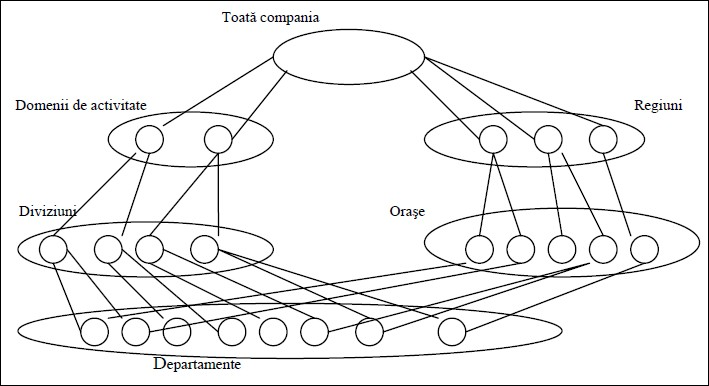 Toată compania
Domenii de activitate
Regiuni
Diviziuni
Oraşe
Departamente